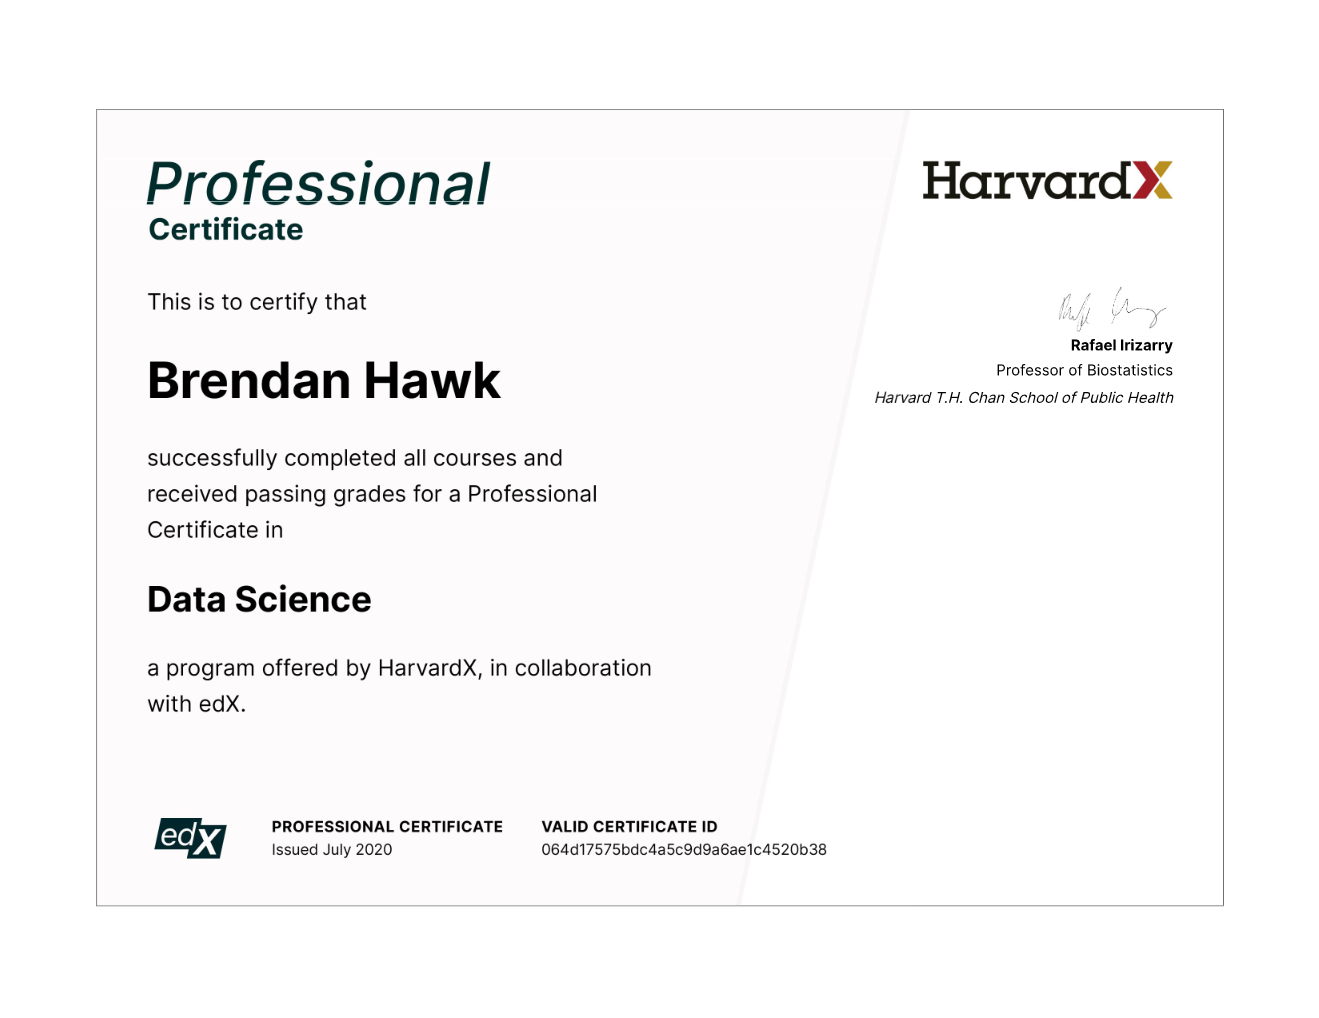 Professional
Certificate
HarvardX
This is to certify that
Brendan Hawk
successfully completed all courses and
received passing grades for a Professional
Certificate in
Data Science
a program offered by HarvardX, in collaboration
with edX.
Rafael Irizarry
Professor of Biostatistics
Harvard T.H. Chan School of Public Health
edX
PROFESSIONAL CERTIFICATE
Issued July 2020
VALID CERTIFICATE ID
064d17575bdc4a5c9d9a6ae1c4520b38